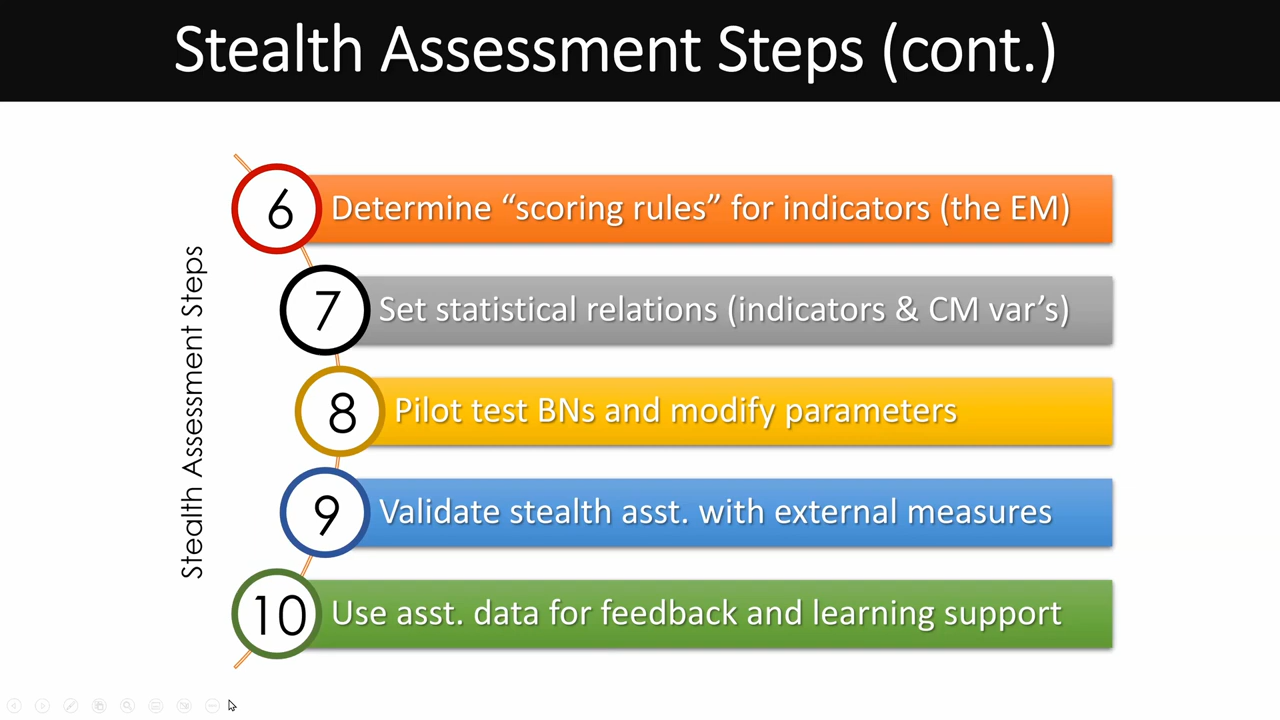 Stealth Assessment Steps (cont.)
Stealth Assessment Steps
6 Determine “scoring rules” for indicators (the EM)
7 Set statistical relations (indicators & CM var’s)
8 Pilot test BNs and modify parameters
9 Validate stealth asst. with external measures
10 Use asst. data for feedback and learning support